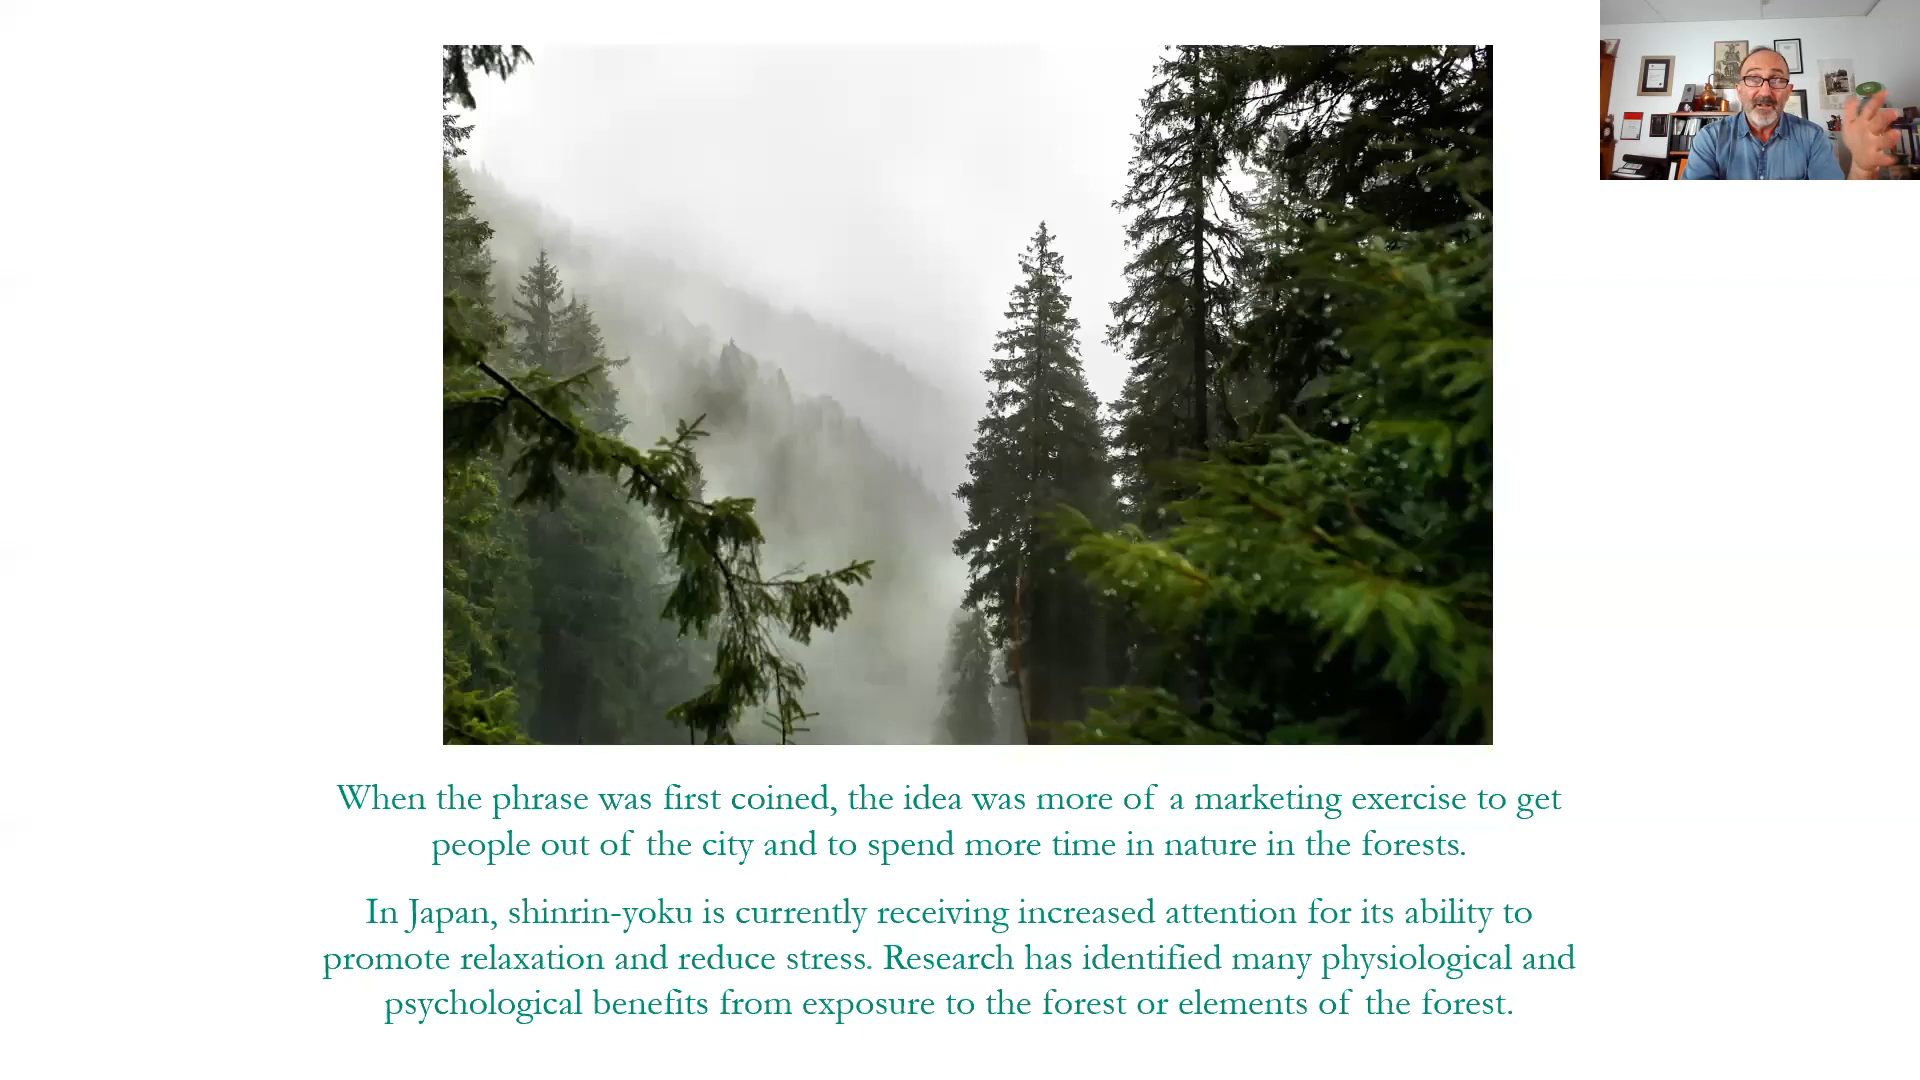 When the phrase was first coined, the idea was more of a marketing exercise to get
people out of the city and to spend more time in nature in the forests.
In Japan, shinrin-yoku is currently receiving increased attention for its ability to
promote relaxation and reduce stress. Research has identified many physiological and
psychological benefits from exposure to the forest or elements of the forest.